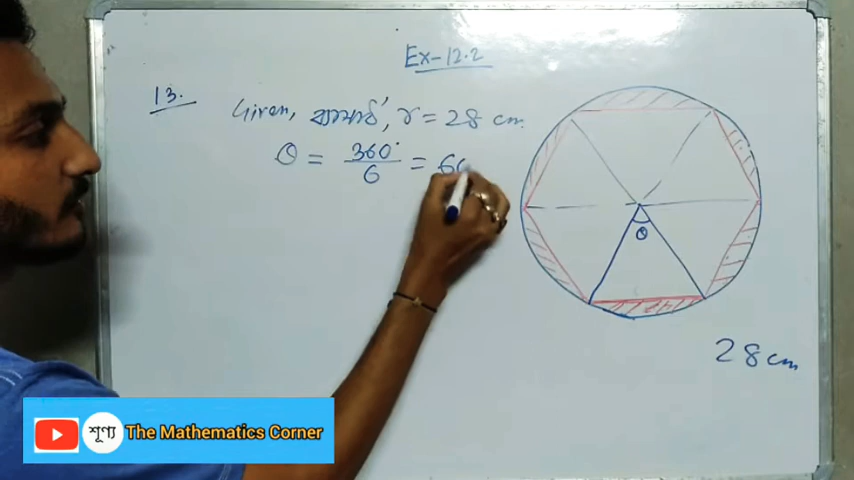 Ex-12.2
13.
Given, ব্যাসার্ধ, r = 28 cm
θ = 360°/6 = 60
θ
28 cm
শূণ্য The Mathematics Corner